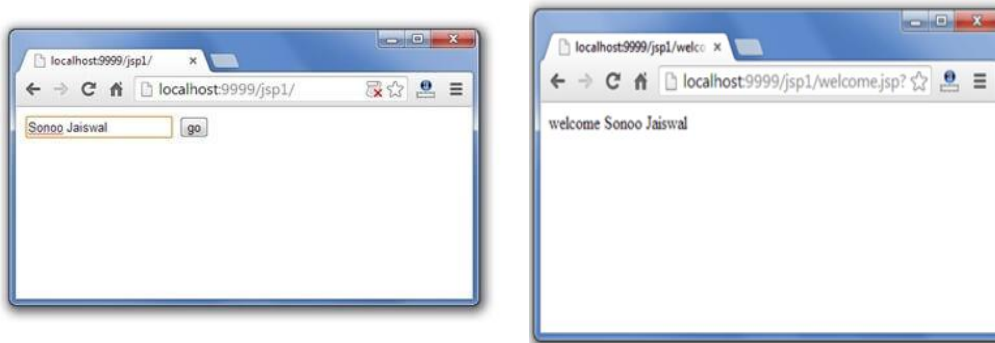 localhost:9999/jsp1/
localhost:9999/jsp1/
Sonoo Jaiswal
go
localhost:9999/jsp1/welco
localhost:9999/jsp1/welcome.jsp?
welcome Sonoo Jaiswal